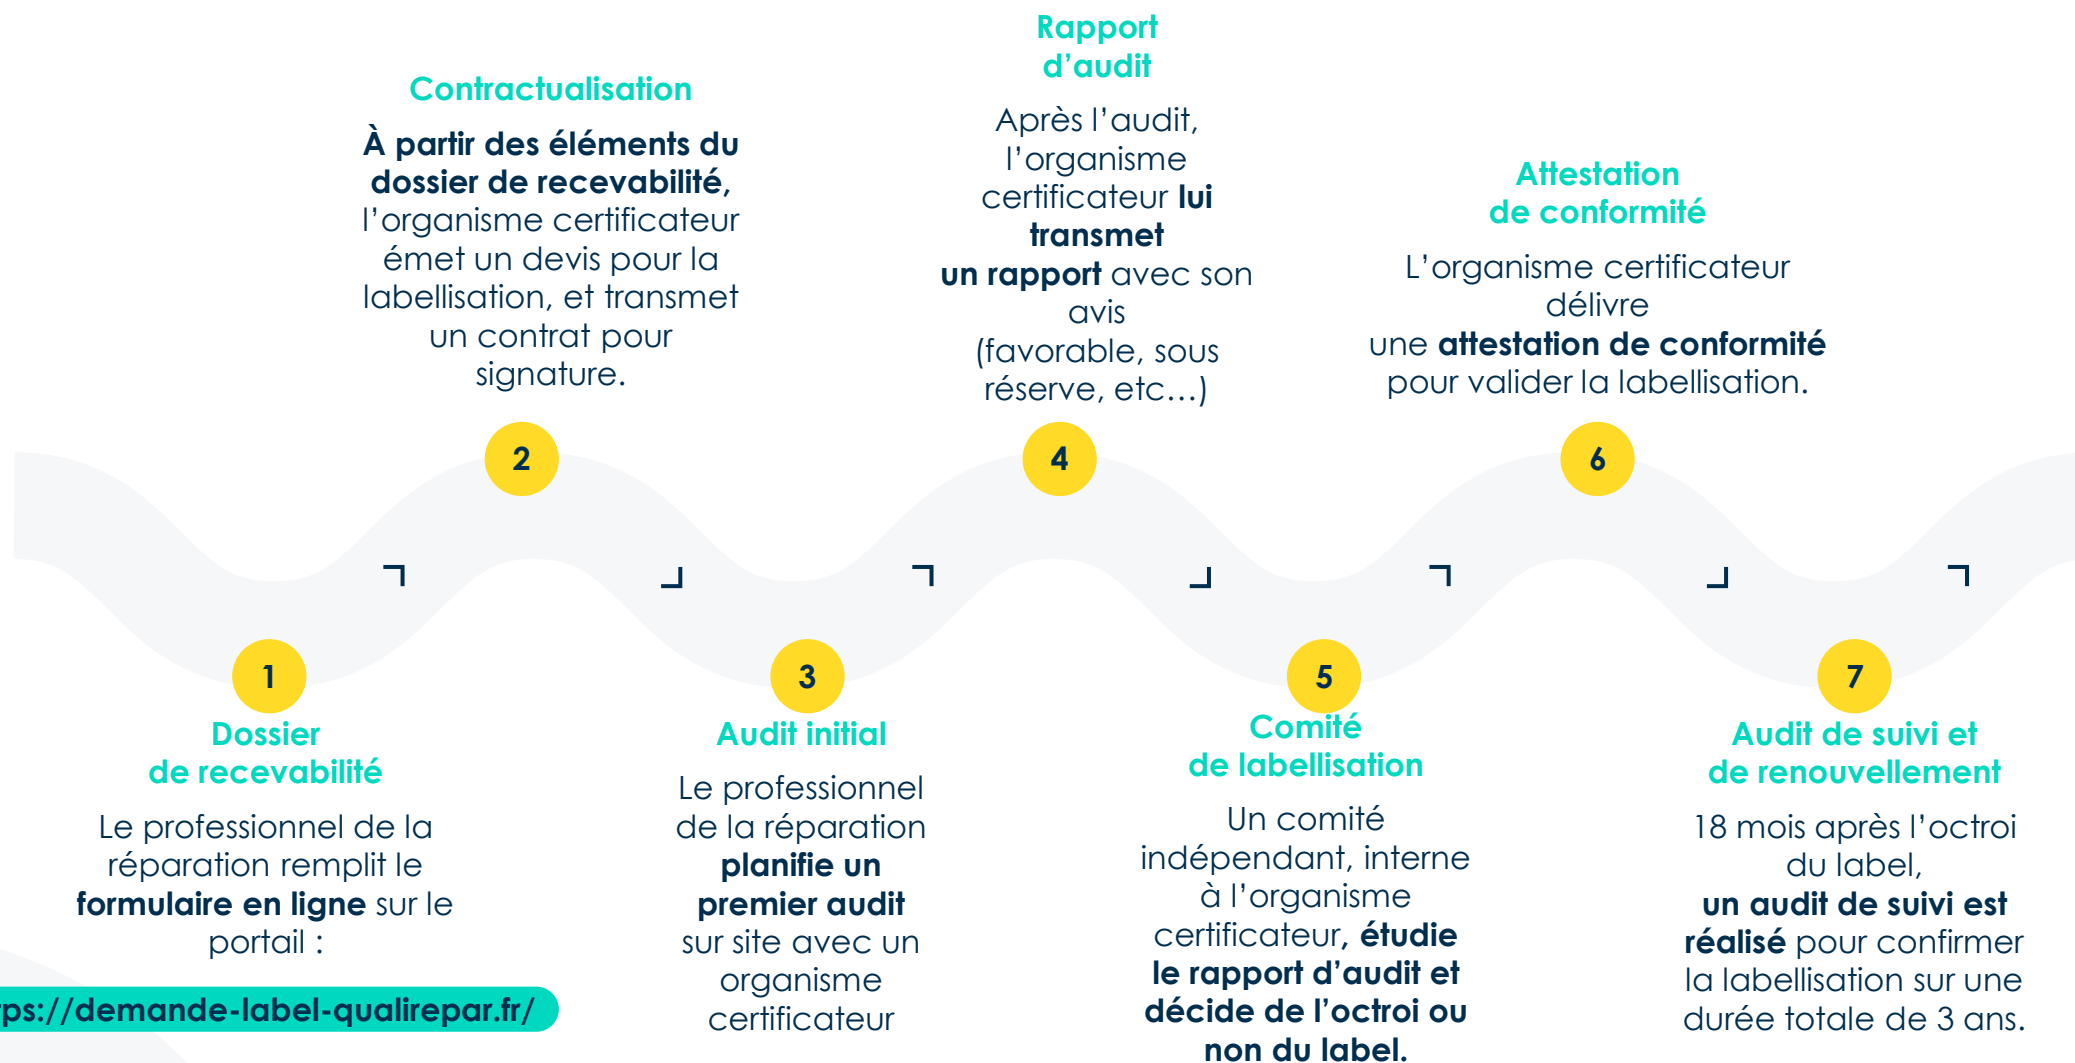 1
Dossier
de recevabilité
Le professionnel de la
réparation remplit le
formulaire en ligne sur le
portail :
ps://demande-label-qualirepar.fr/
2
Contractualisation
À partir des éléments du
dossier de recevabilité,
l’organisme certificateur
émet un devis pour la
labellisation, et transmet
un contrat pour
signature.
3
Audit initial
Le professionnel
de la réparation
planifie un
premier audit
sur site avec un
organisme
certificateur
4
Rapport
d’audit
Après l’audit,
l’organisme
certificateur lui
transmet
un rapport avec son
avis
(favorable, sous
réserve, etc…)
5
Comité
de labellisation
Un comité
indépendant, interne
à l’organisme
certificateur, étudie
le rapport d’audit et
décide de l’octroi ou
non du label.
6
Attestation
de conformité
L’organisme certificateur
délivre
une attestation de conformité
pour valider la labellisation.
7
Audit de suivi et
de renouvellement
18 mois après l’octroi
du label,
un audit de suivi est
réalisé pour confirmer
la labellisation sur une
durée totale de 3 ans.